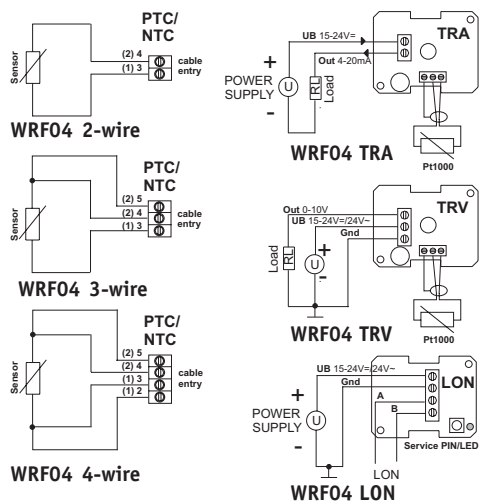 PTC/
NTC
Sensor
(2) 4
(1) 3
cable
entry
WRF04 2-wire
PTC/
NTC
Sensor
(2) 5
(2) 4
(1) 3
cable
entry
WRF04 3-wire
PTC/
NTC
Sensor
(2) 5
(2) 4
(1) 3
(1) 2
cable
entry
WRF04 4-wire
UB 15-24V=
TRA
Out 4-20mA
+
POWER
SUPPLY
-
U
RL
Load
Pt1000
WRF04 TRA
Out 0-10V
UB 15-24V=/24V~
Gnd
TRV
Load
RL
+
U
-
Pt1000
WRF04 TRV
UB 15-24V=/24V~
Gnd
LON
A
B
+
POWER
SUPPLY
-
U
Service PIN/LED
LON
WRF04 LON